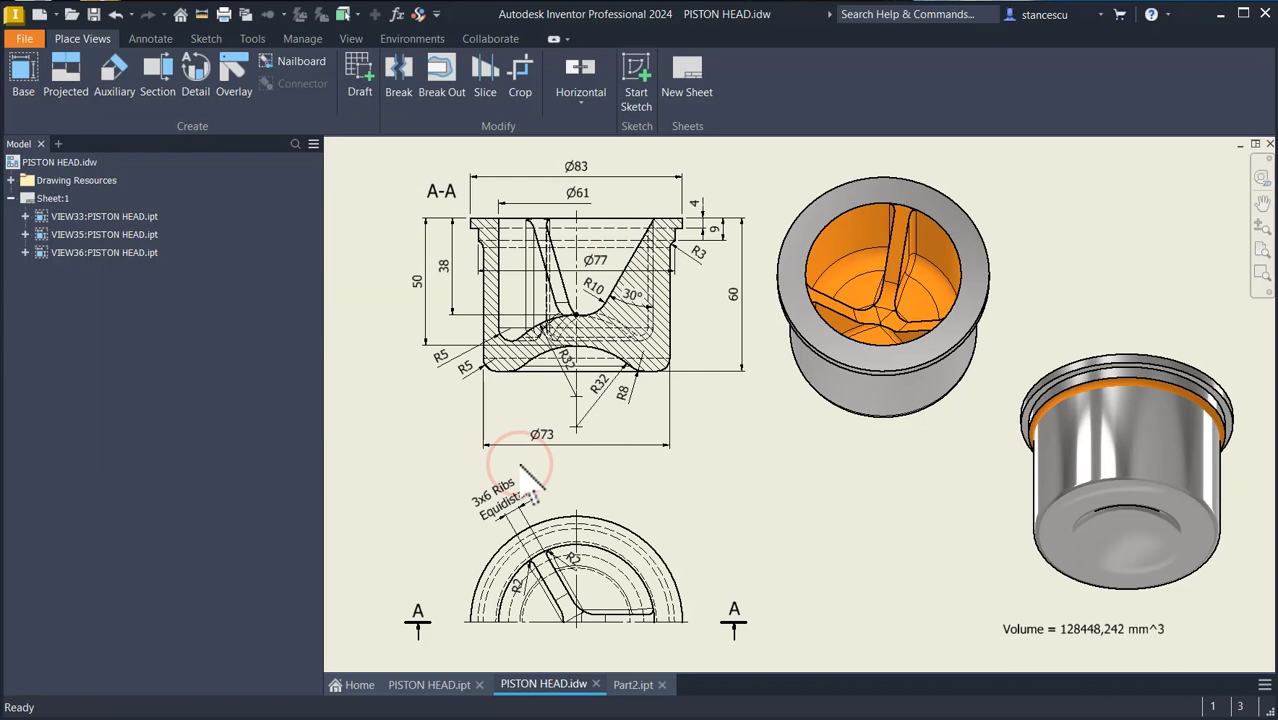 Autodesk Inventor Professional 2024 PISTON HEAD.idw
Search Help & Commands...
stancescu
File Place Views Annotate Sketch Tools Manage View Environments Collaborate
Base Projected Auxiliary Section Detail Overlay
Nailboard
Connector
Draft
Break Break Out Slice Crop
Horizontal
Start Sketch
New Sheet
Create Modify Sketch Sheets
Model
PISTON HEAD.idw
Drawing Resources
Sheet:1
VIEW33:PISTON HEAD.ipt
VIEW35:PISTON HEAD.ipt
VIEW36:PISTON HEAD.ipt
Ø83
A-A
Ø61
4
9
R3
Ø77
50
38
R10
30°
60
R5
R5
R32
R32
R8
Ø73
3x6 Ribs
R2
A
A
Volume = 128448,242 mm^3
Home PISTON HEAD.ipt PISTON HEAD.idw Part2.ipt
Ready
1 3